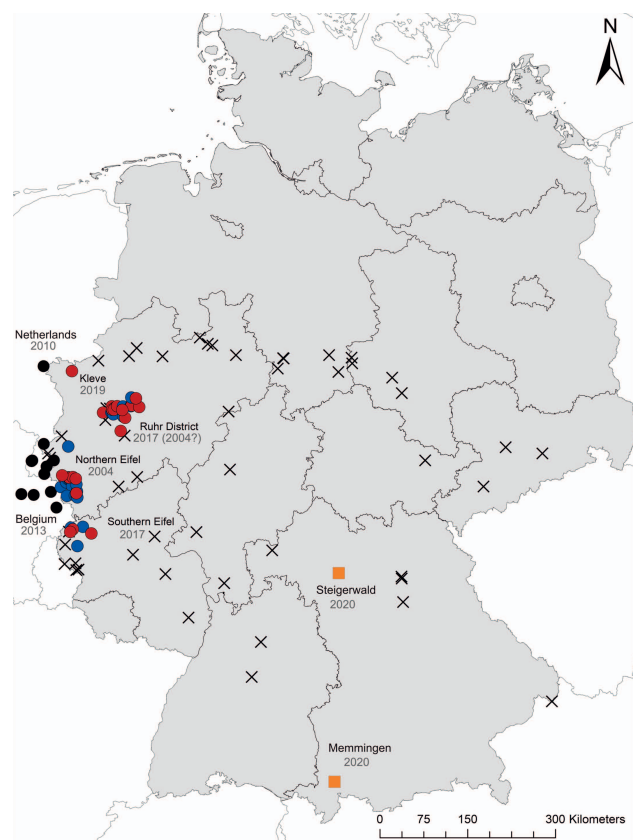 N
Netherlands
2010
Kleve
2019
Ruhr District
2017 (2004?)
Northern Eifel
2004
Belgium
2013
Southern Eifel
2017
Steigerwald
2020
Memmingen
2020
0 75 150 300 Kilometers